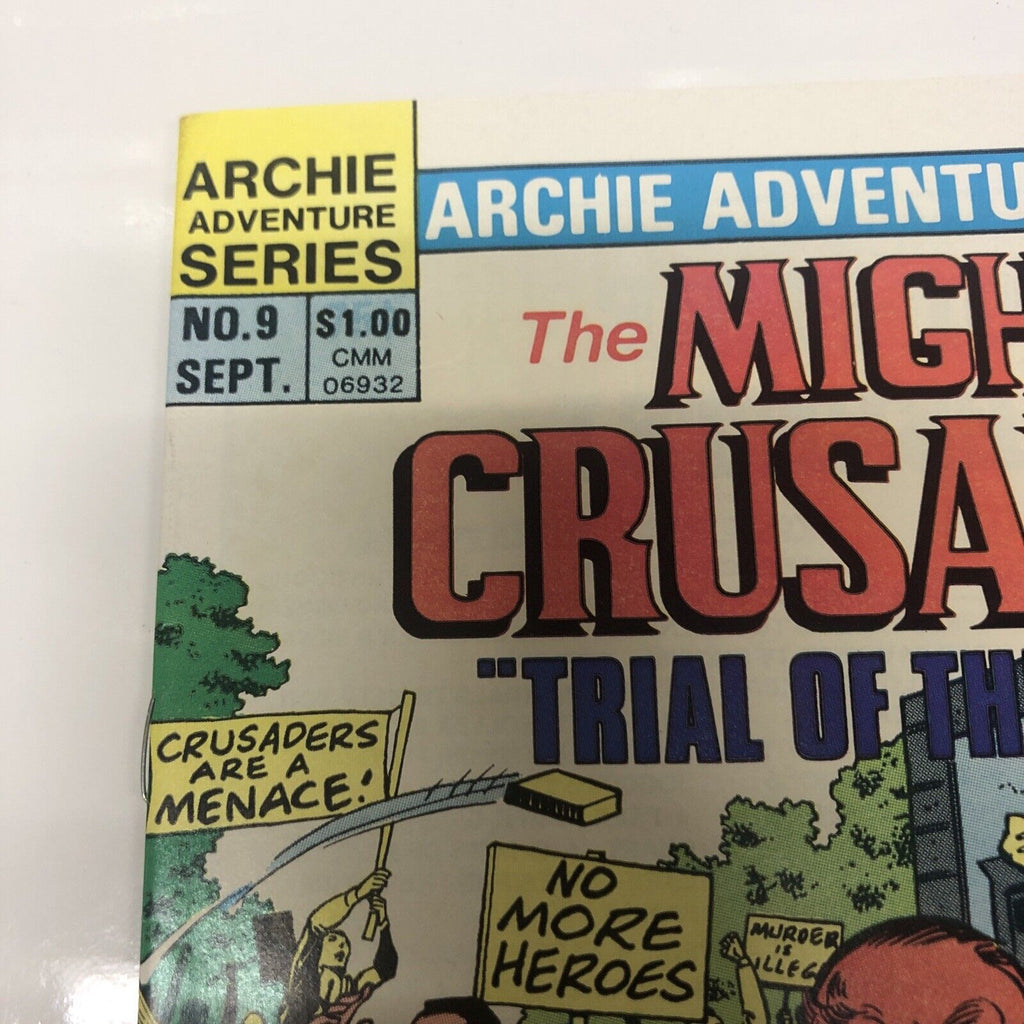 ARCHIE
ADVENTURE
SERIES
NO.9
SEPT.
$1.00
CMM
06932
ARCHIE ADVENTU
The MIGH
CRUSA
"TRIAL OF TH
CRUSADERS
ARE A
MENACE!
NO
MORE
HEROES
MURDER
IS
ILLEG